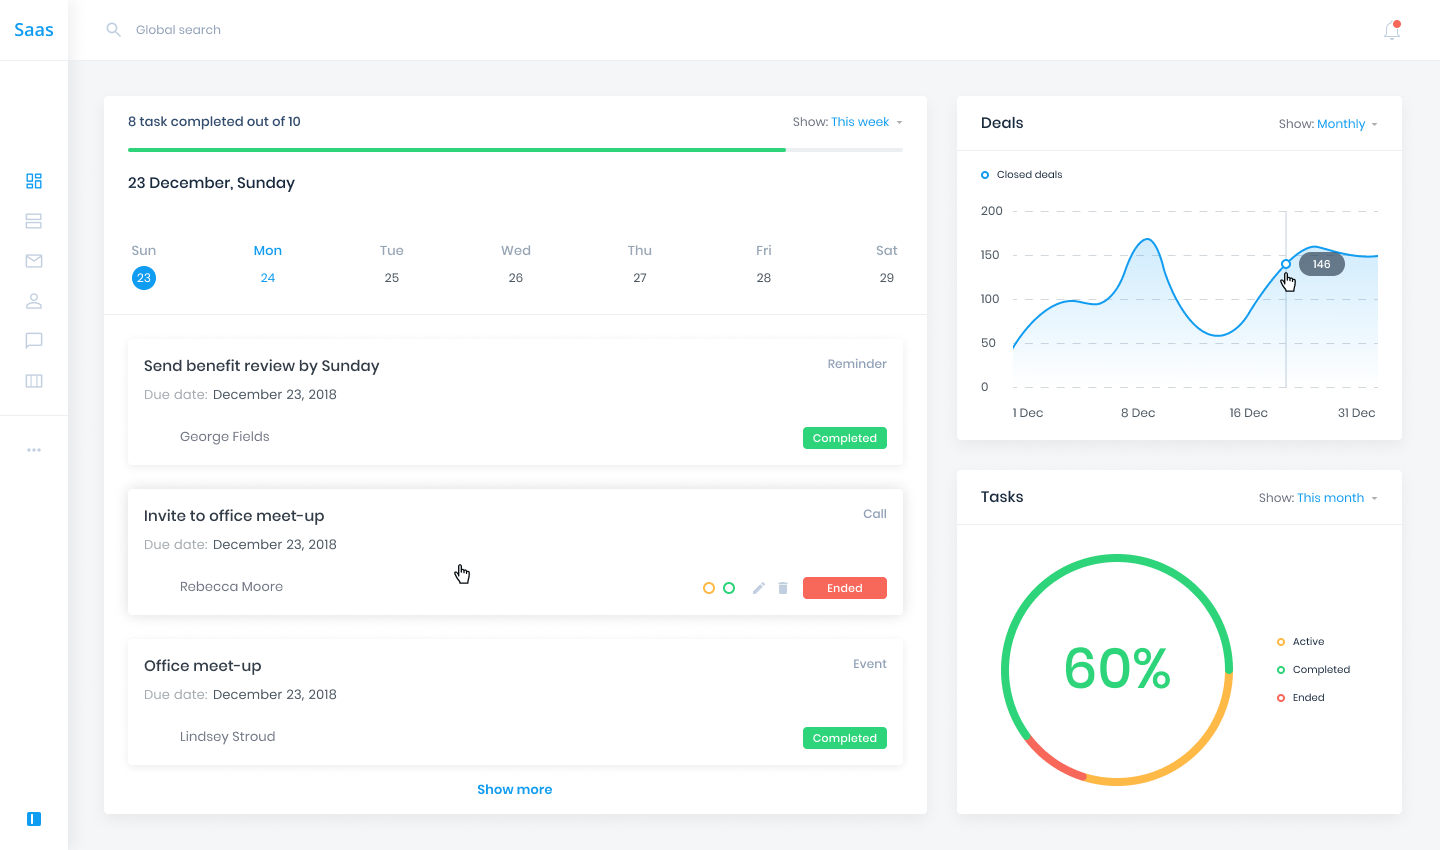 Saas
Global search
8 task completed out of 10
Show: This week
23 December, Sunday
Sun Mon Tue Wed Thu Fri Sat
23 24 25 26 27 28 29
Send benefit review by Sunday
Reminder
Due date: December 23, 2018
George Fields
Completed
Invite to office meet-up
Call
Due date: December 23, 2018
Rebecca Moore
Ended
Office meet-up
Event
Due date: December 23, 2018
Lindsey Stroud
Completed
Show more
Deals
Show: Monthly
Closed deals
200
150
146
100
50
0
1 Dec 8 Dec 16 Dec 31 Dec
Tasks
Show: This month
60%
Active
Completed
Ended